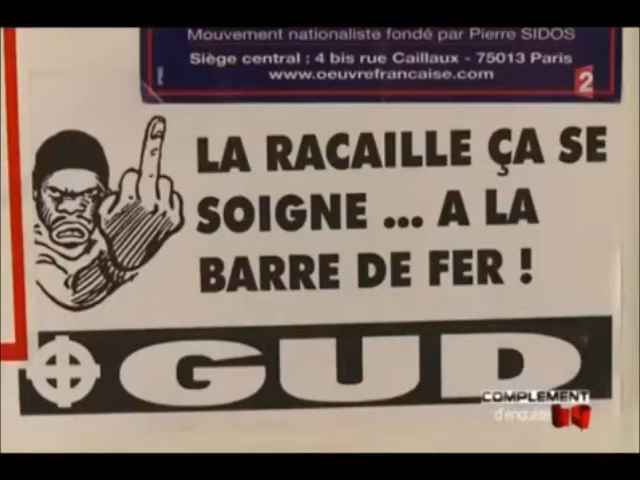 Mouvement nationaliste fondé par Pierre SIDOS
Siège central : 4 bis rue Caillaux - 75013 Paris
www.oeuvrefrancaise.com
2
LA RACAILLE ÇA SE
SOIGNE ... A LA
BARRE DE FER !
GUD
COMPLEMENT
d'enquête